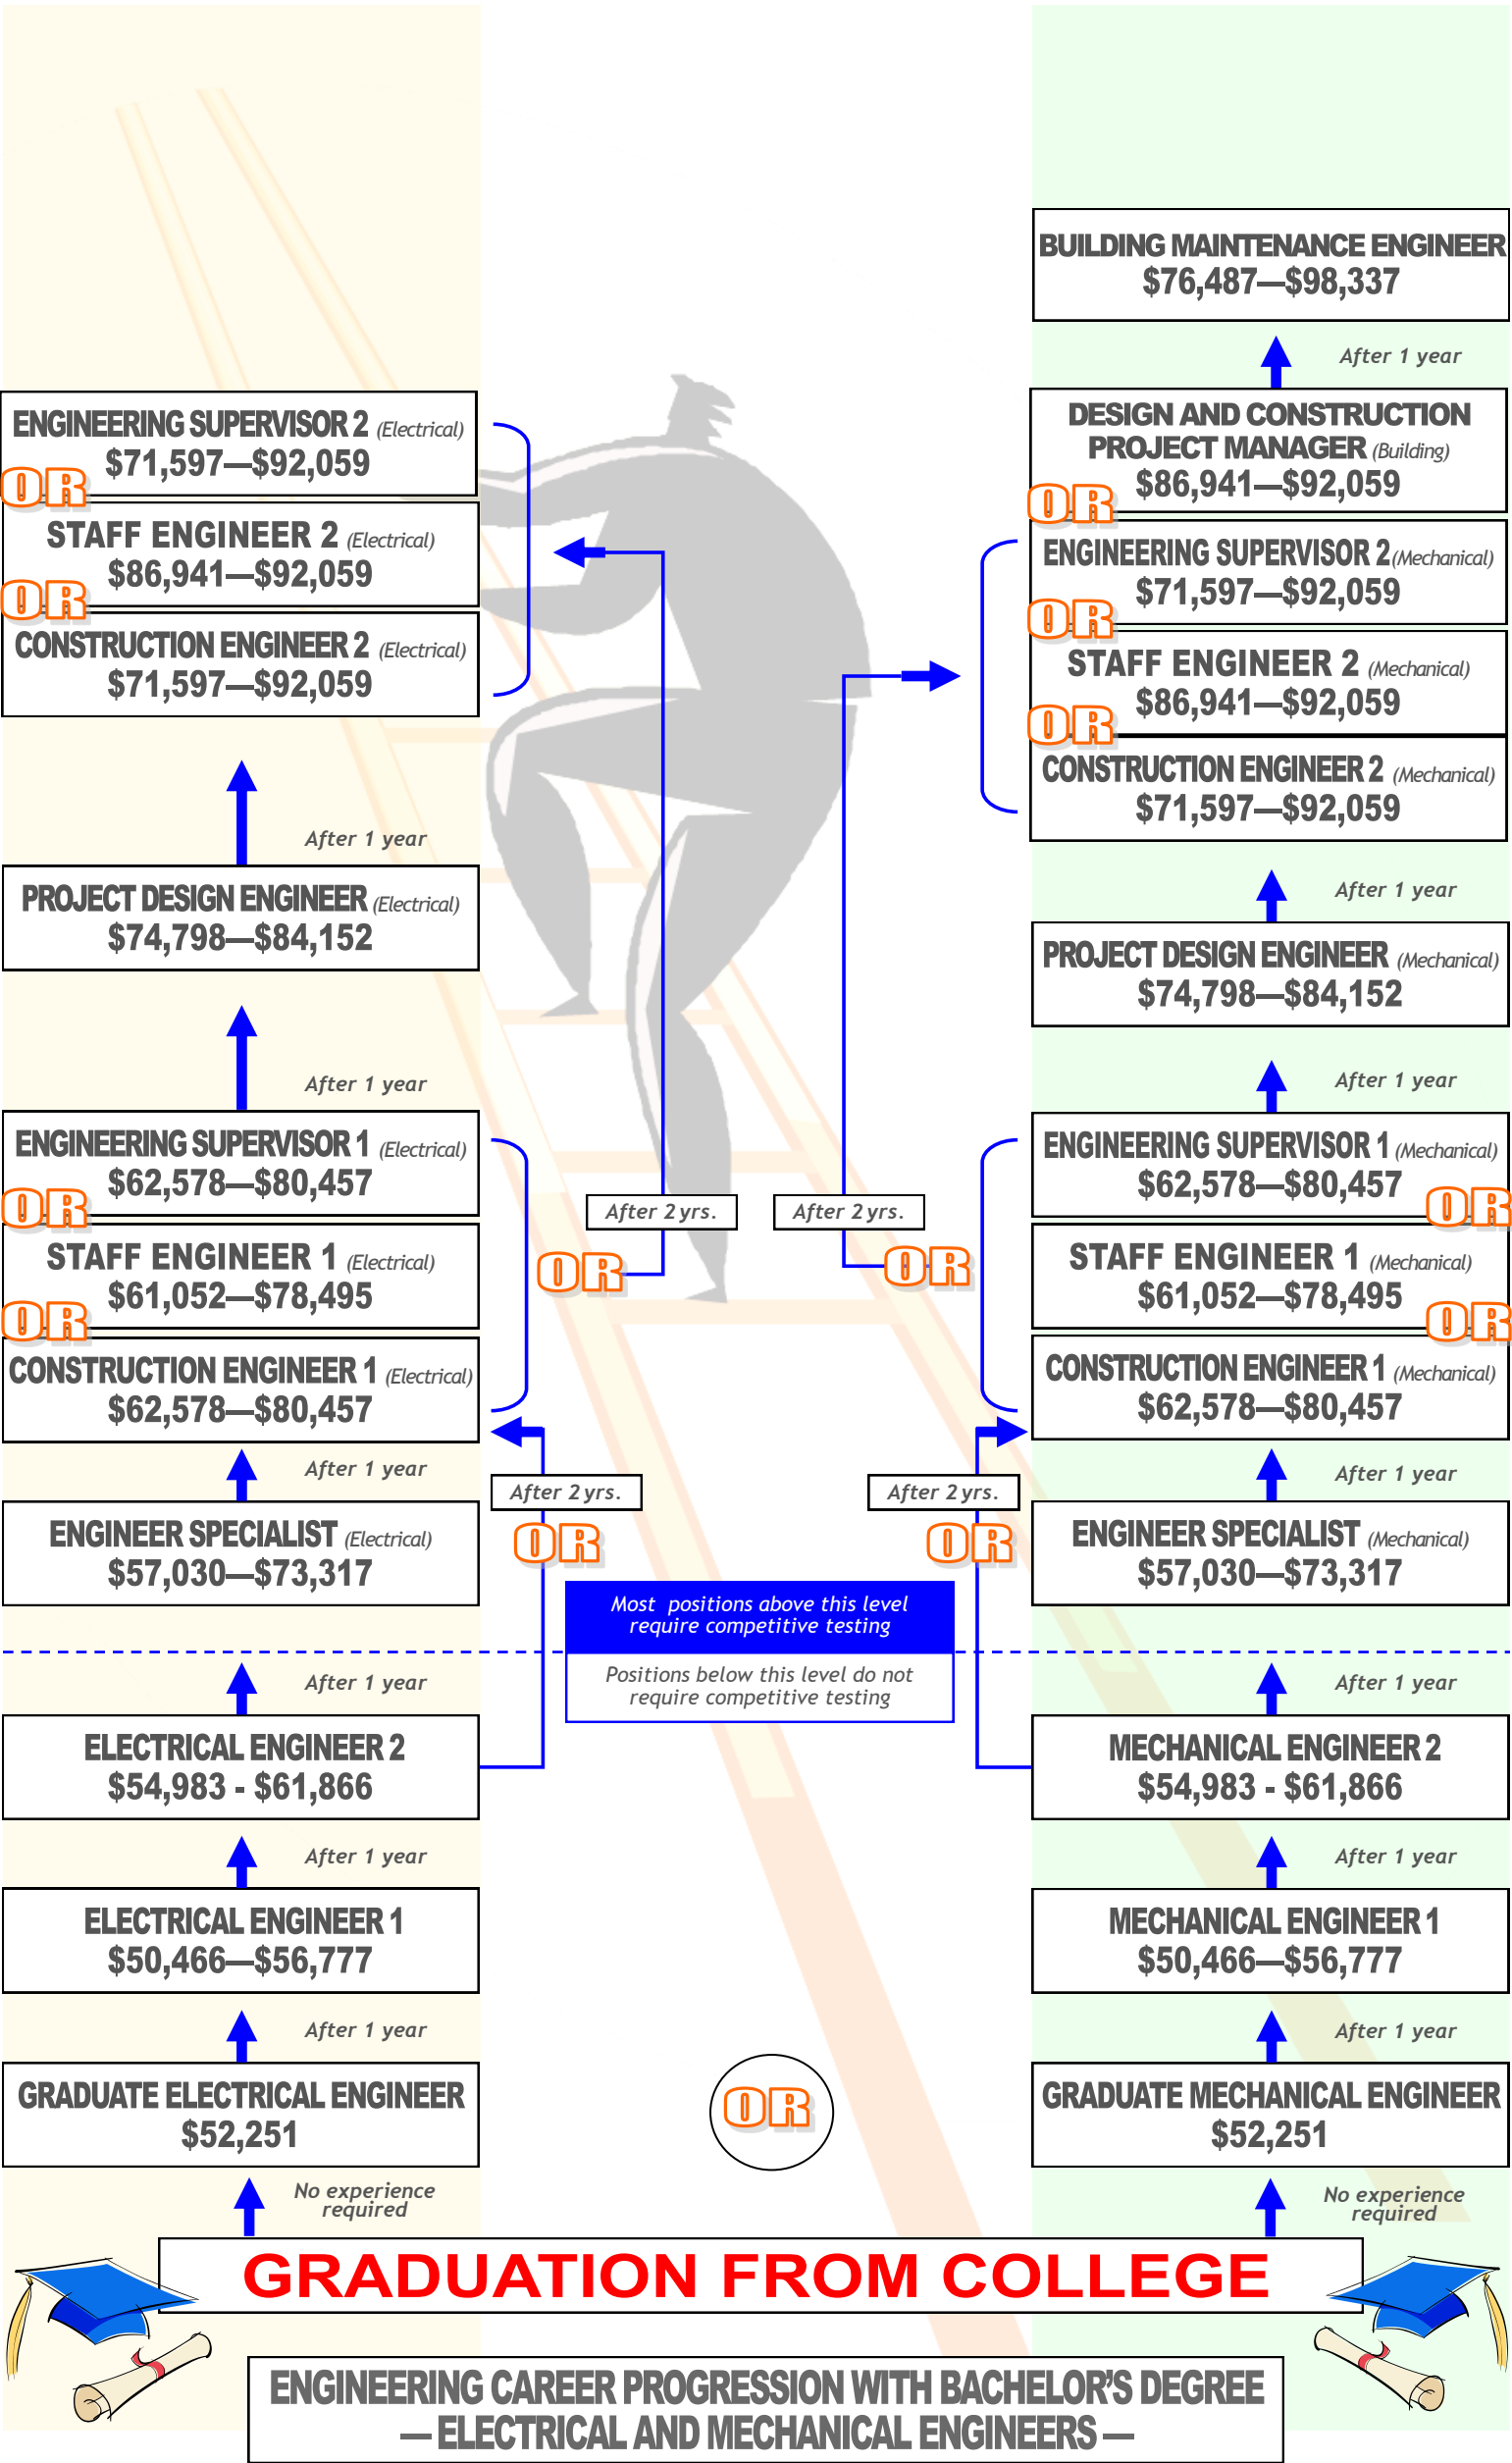 BUILDING MAINTENANCE ENGINEER
$76,487—$98,337
After 1 year
ENGINEERING SUPERVISOR 2 (Electrical)
$71,597—$92,059
OR
STAFF ENGINEER 2 (Electrical)
$86,941—$92,059
OR
CONSTRUCTION ENGINEER 2 (Electrical)
$71,597—$92,059
DESIGN AND CONSTRUCTION
PROJECT MANAGER (Building)
$86,941—$92,059
OR
ENGINEERING SUPERVISOR 2 (Mechanical)
$71,597—$92,059
OR
STAFF ENGINEER 2 (Mechanical)
$86,941—$92,059
OR
CONSTRUCTION ENGINEER 2 (Mechanical)
$71,597—$92,059
After 1 year
PROJECT DESIGN ENGINEER (Electrical)
$74,798—$84,152
After 1 year
After 1 year
PROJECT DESIGN ENGINEER (Mechanical)
$74,798—$84,152
After 1 year
ENGINEERING SUPERVISOR 1 (Electrical)
$62,578—$80,457
OR
STAFF ENGINEER 1 (Electrical)
$61,052—$78,495
OR
CONSTRUCTION ENGINEER 1 (Electrical)
$62,578—$80,457
After 2 yrs.
OR
After 2 yrs.
OR
ENGINEERING SUPERVISOR 1 (Mechanical)
$62,578—$80,457
OR
STAFF ENGINEER 1 (Mechanical)
$61,052—$78,495
OR
CONSTRUCTION ENGINEER 1 (Mechanical)
$62,578—$80,457
After 1 year
ENGINEER SPECIALIST (Electrical)
$57,030—$73,317
After 2 yrs.
OR
After 2 yrs.
OR
After 1 year
ENGINEER SPECIALIST (Mechanical)
$57,030—$73,317
Most positions above this level
require competitive testing
Positions below this level do not
require competitive testing
After 1 year
ELECTRICAL ENGINEER 2
$54,983 - $61,866
After 1 year
MECHANICAL ENGINEER 2
$54,983 - $61,866
After 1 year
ELECTRICAL ENGINEER 1
$50,466—$56,777
After 1 year
MECHANICAL ENGINEER 1
$50,466—$56,777
After 1 year
GRADUATE ELECTRICAL ENGINEER
$52,251
OR
After 1 year
GRADUATE MECHANICAL ENGINEER
$52,251
No experience
required
No experience
required
GRADUATION FROM COLLEGE
ENGINEERING CAREER PROGRESSION WITH BACHELOR’S DEGREE
— ELECTRICAL AND MECHANICAL ENGINEERS —